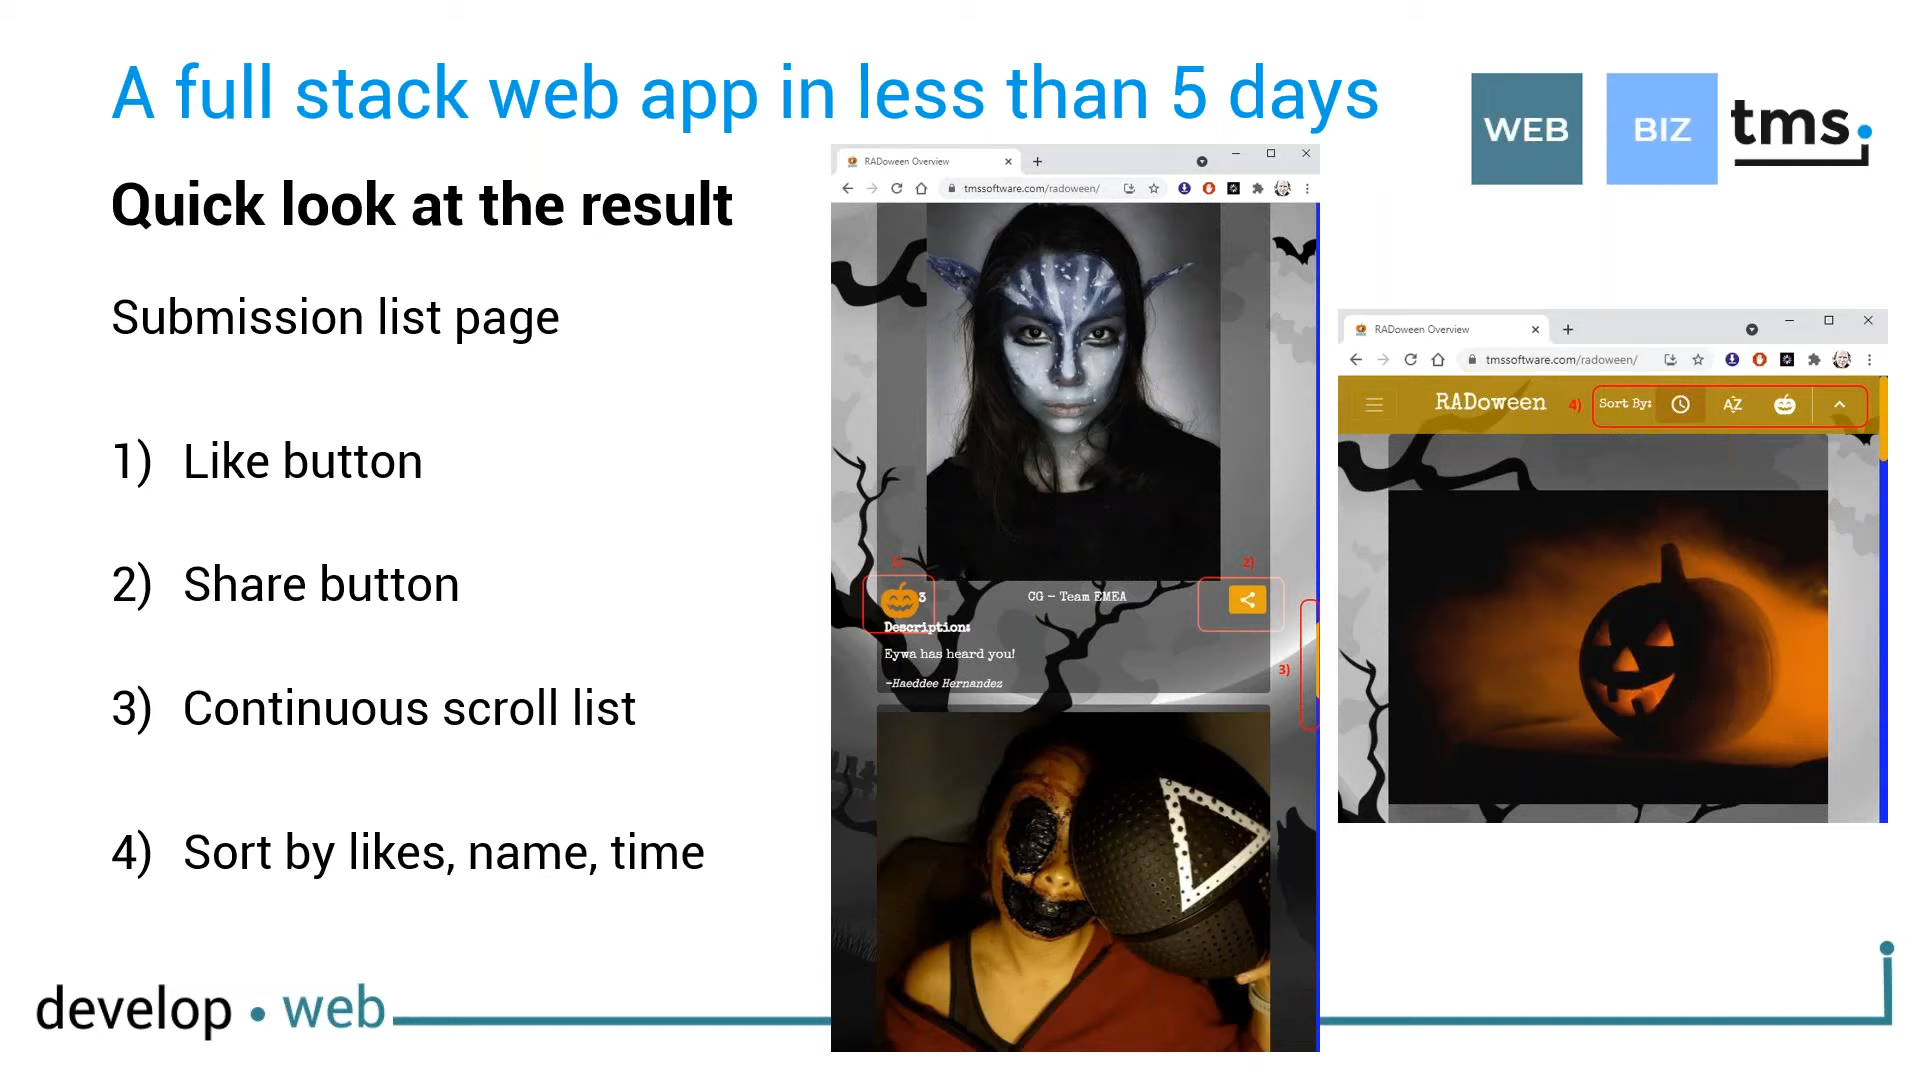 A full stack web app in less than 5 days
WEB
BIZ
tms.
Quick look at the result
Submission list page
1) Like button
2) Share button
3) Continuous scroll list
4) Sort by likes, name, time
RADoween Overview
tmssoftware.com/radoween/
1)
2)
3
CG - Team EMEA
Description:
Eywa has heard you!
-Haeddee Hernandez
3)
RADoween Overview
tmssoftware.com/radoween/
RADoween
4)
Sort By:
AZ
develop • web